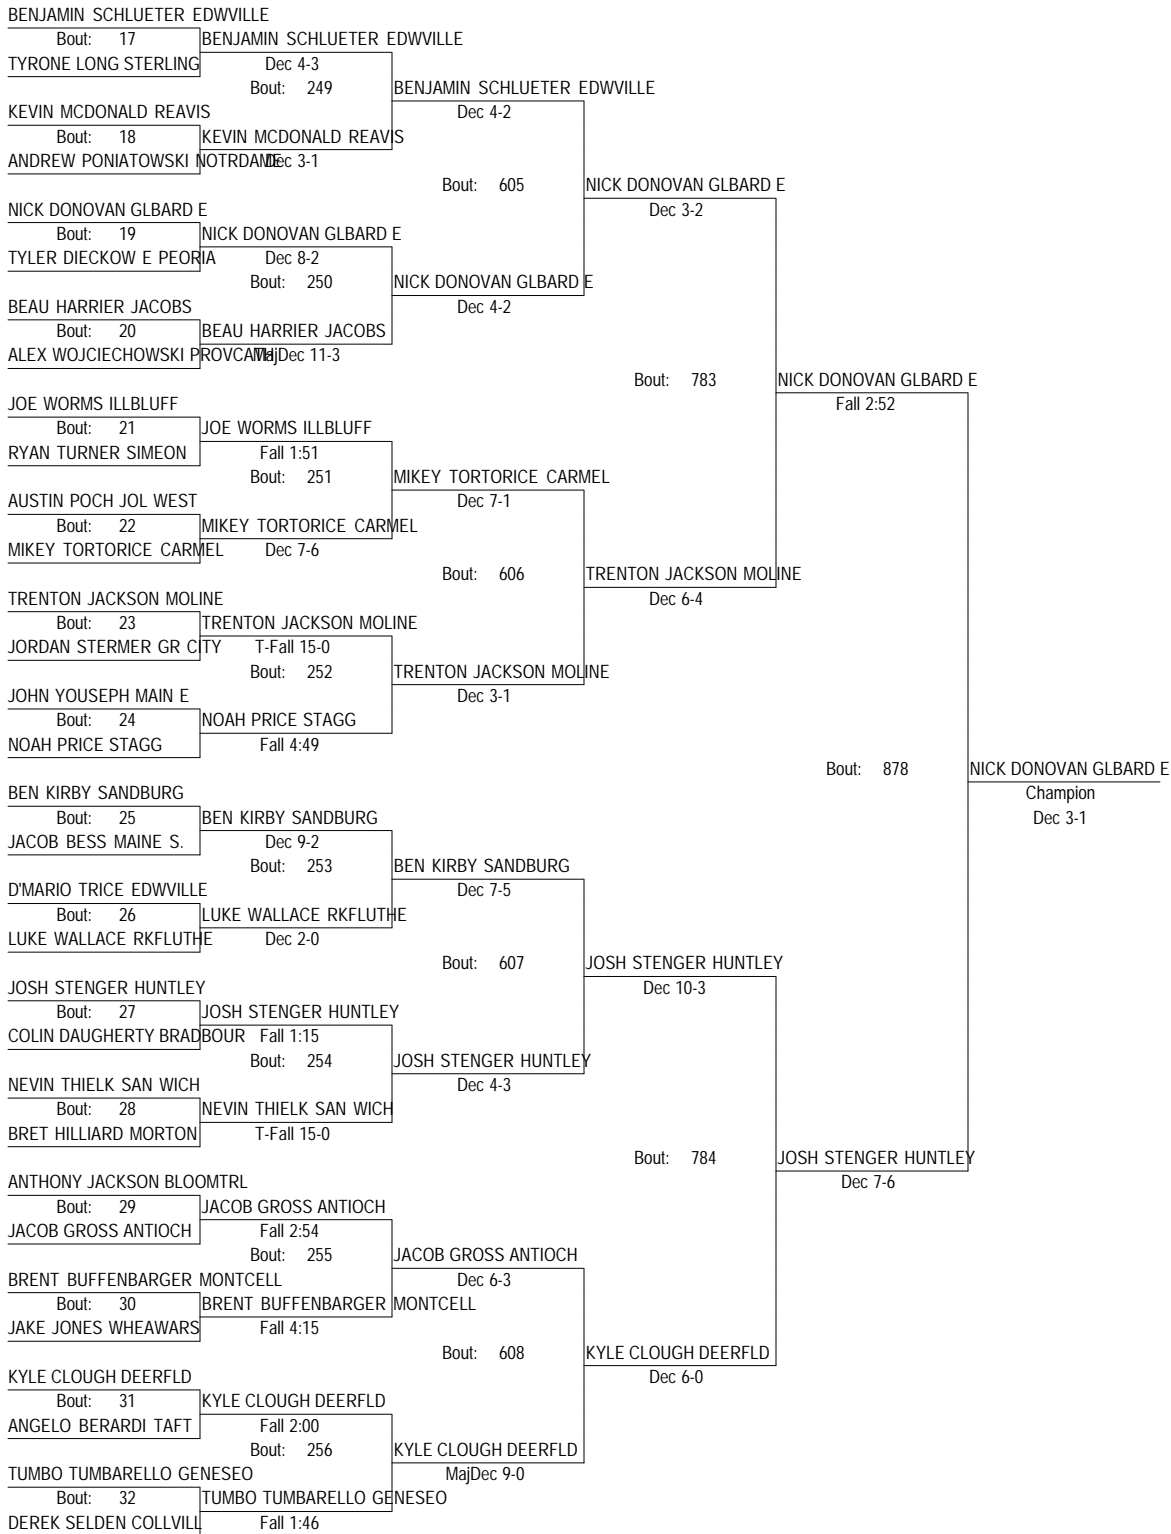 BENJAMIN SCHLUETER EDWVILLE
Bout: 17 BENJAMIN SCHLUETER EDWVILLE
TYRONE LONG STERLING Dec 4-3
Bout: 249 BENJAMIN SCHLUETER EDWVILLE
KEVIN MCDONALD REAVIS Dec 4-2
Bout: 18 KEVIN MCDONALD REAVIS
ANDREW PONIATOWSKI NOTRDAME Dec 3-1
Bout: 605 NICK DONOVAN GLBARD E
NICK DONOVAN GLBARD E Dec 3-2
Bout: 19 NICK DONOVAN GLBARD E
TYLER DIECKOW E PEORIA Dec 8-2
Bout: 250 NICK DONOVAN GLBARD E
BEAU HARRIER JACOBS Dec 4-2
Bout: 20 BEAU HARRIER JACOBS
ALEX WOJCIECHOWSKI PROVCATH MajDec 11-3
Bout: 783 NICK DONOVAN GLBARD E
JOE WORMS ILLBLUFF Fall 2:52
Bout: 21 JOE WORMS ILLBLUFF
RYAN TURNER SIMEON Fall 1:51
Bout: 251 MIKEY TORTORICE CARMEL
AUSTIN POCH JOL WEST Dec 7-1
Bout: 22 MIKEY TORTORICE CARMEL
MIKEY TORTORICE CARMEL Dec 7-6
Bout: 606 TRENTON JACKSON MOLINE
TRENTON JACKSON MOLINE Dec 6-4
Bout: 23 TRENTON JACKSON MOLINE
JORDAN STERMER GR CITY T-Fall 15-0
Bout: 252 TRENTON JACKSON MOLINE
JOHN YOUSEPH MAIN E Dec 3-1
Bout: 24 NOAH PRICE STAGG
NOAH PRICE STAGG Fall 4:49
Bout: 878 NICK DONOVAN GLBARD E
BEN KIRBY SANDBURG Champion
Bout: 25 BEN KIRBY SANDBURG Dec 3-1
JACOB BESS MAINE S. Dec 9-2
Bout: 253 BEN KIRBY SANDBURG
D'MARIO TRICE EDWVILLE Dec 7-5
Bout: 26 LUKE WALLACE RKFLUTHE
LUKE WALLACE RKFLUTHE Dec 2-0
Bout: 607 JOSH STENGER HUNTLEY
JOSH STENGER HUNTLEY Dec 10-3
Bout: 27 JOSH STENGER HUNTLEY
COLIN DAUGHERTY BRADBOUR Fall 1:15
Bout: 254 JOSH STENGER HUNTLEY
NEVIN THIELK SAN WICH Dec 4-3
Bout: 28 NEVIN THIELK SAN WICH
BRET HILLIARD MORTON T-Fall 15-0
Bout: 784 JOSH STENGER HUNTLEY
ANTHONY JACKSON BLOOMTRL Dec 7-6
Bout: 29 JACOB GROSS ANTIOCH
JACOB GROSS ANTIOCH Fall 2:54
Bout: 255 JACOB GROSS ANTIOCH
BRENT BUFFENBARGER MONTCELL Dec 6-3
Bout: 30 BRENT BUFFENBARGER MONTCELL
JAKE JONES WHEAWARS Fall 4:15
Bout: 608 KYLE CLOUGH DEERFLD
KYLE CLOUGH DEERFLD Dec 6-0
Bout: 31 KYLE CLOUGH DEERFLD
ANGELO BERARDI TAFT Fall 2:00
Bout: 256 KYLE CLOUGH DEERFLD
TUMBO TUMBARELLO GENESEO MajDec 9-0
Bout: 32 TUMBO TUMBARELLO GENESEO
DEREK SELDEN COLLVILL Fall 1:46